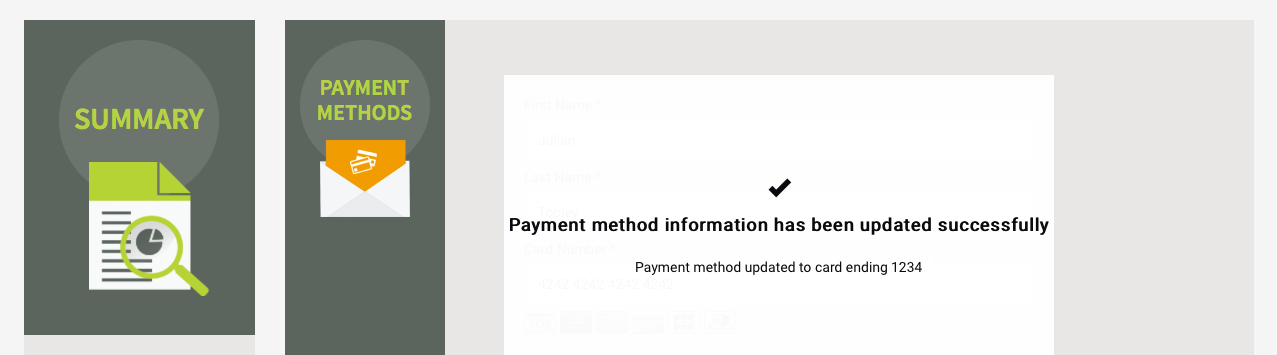 SUMMARY
PAYMENT
METHODS
First Name *
Julian
Last Name *
Payment method information has been updated successfully
Card Number *
Payment method updated to card ending 1234
4242 4242 4242 4242